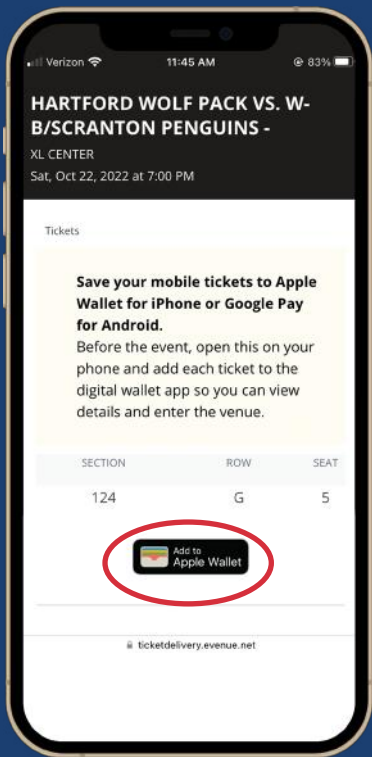 Verizon 11:45 AM 83%
HARTFORD WOLF PACK VS. W-
B/SCRANTON PENGUINS -
XL CENTER
Sat, Oct 22, 2022 at 7:00 PM
Tickets
Save your mobile tickets to Apple
Wallet for iPhone or Google Pay
for Android.
Before the event, open this on your
phone and add each ticket to the
digital wallet app so you can view
details and enter the venue.
SECTION ROW SEAT
124 G 5
Add to
Apple Wallet
ticketdelivery.evenue.net